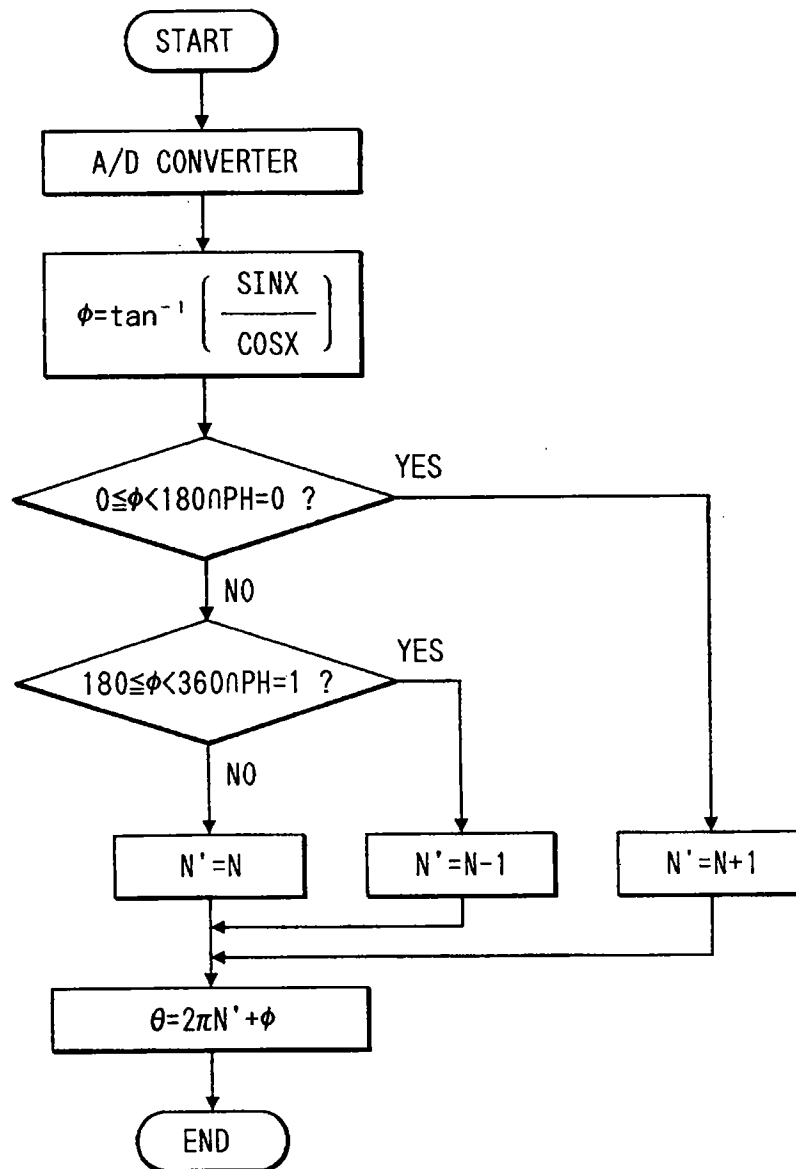 START
A/D CONVERTER
φ=tan⁻¹ (SINX / COSX)
0≦φ<180∩PH=0 ?
YES
NO
180≦φ<360∩PH=1 ?
YES
NO
N'=N
N'=N-1
N'=N+1
θ=2πN'+φ
END